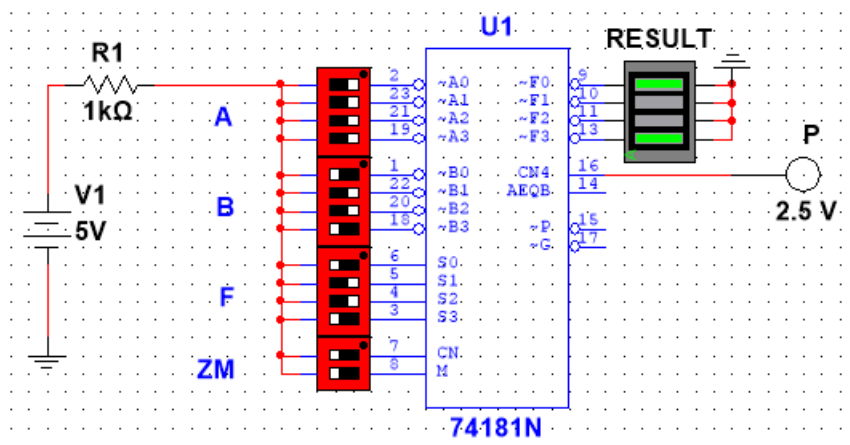 U1
R1
RESULT
1kΩ
A
2 ~A0 ~F0 9
23 ~A1 ~F1 10
21 ~A2 ~F2 11
19 ~A3 ~F3 13
P
V1
5V
B
1 ~B0 CN4 16
22 ~B1 AEQB 14
20 ~B2
18 ~B3 ~P 15
~G 17
2.5 V
F
6 S0
5 S1
4 S2
3 S3
ZM
7 CN
8 M
74181N